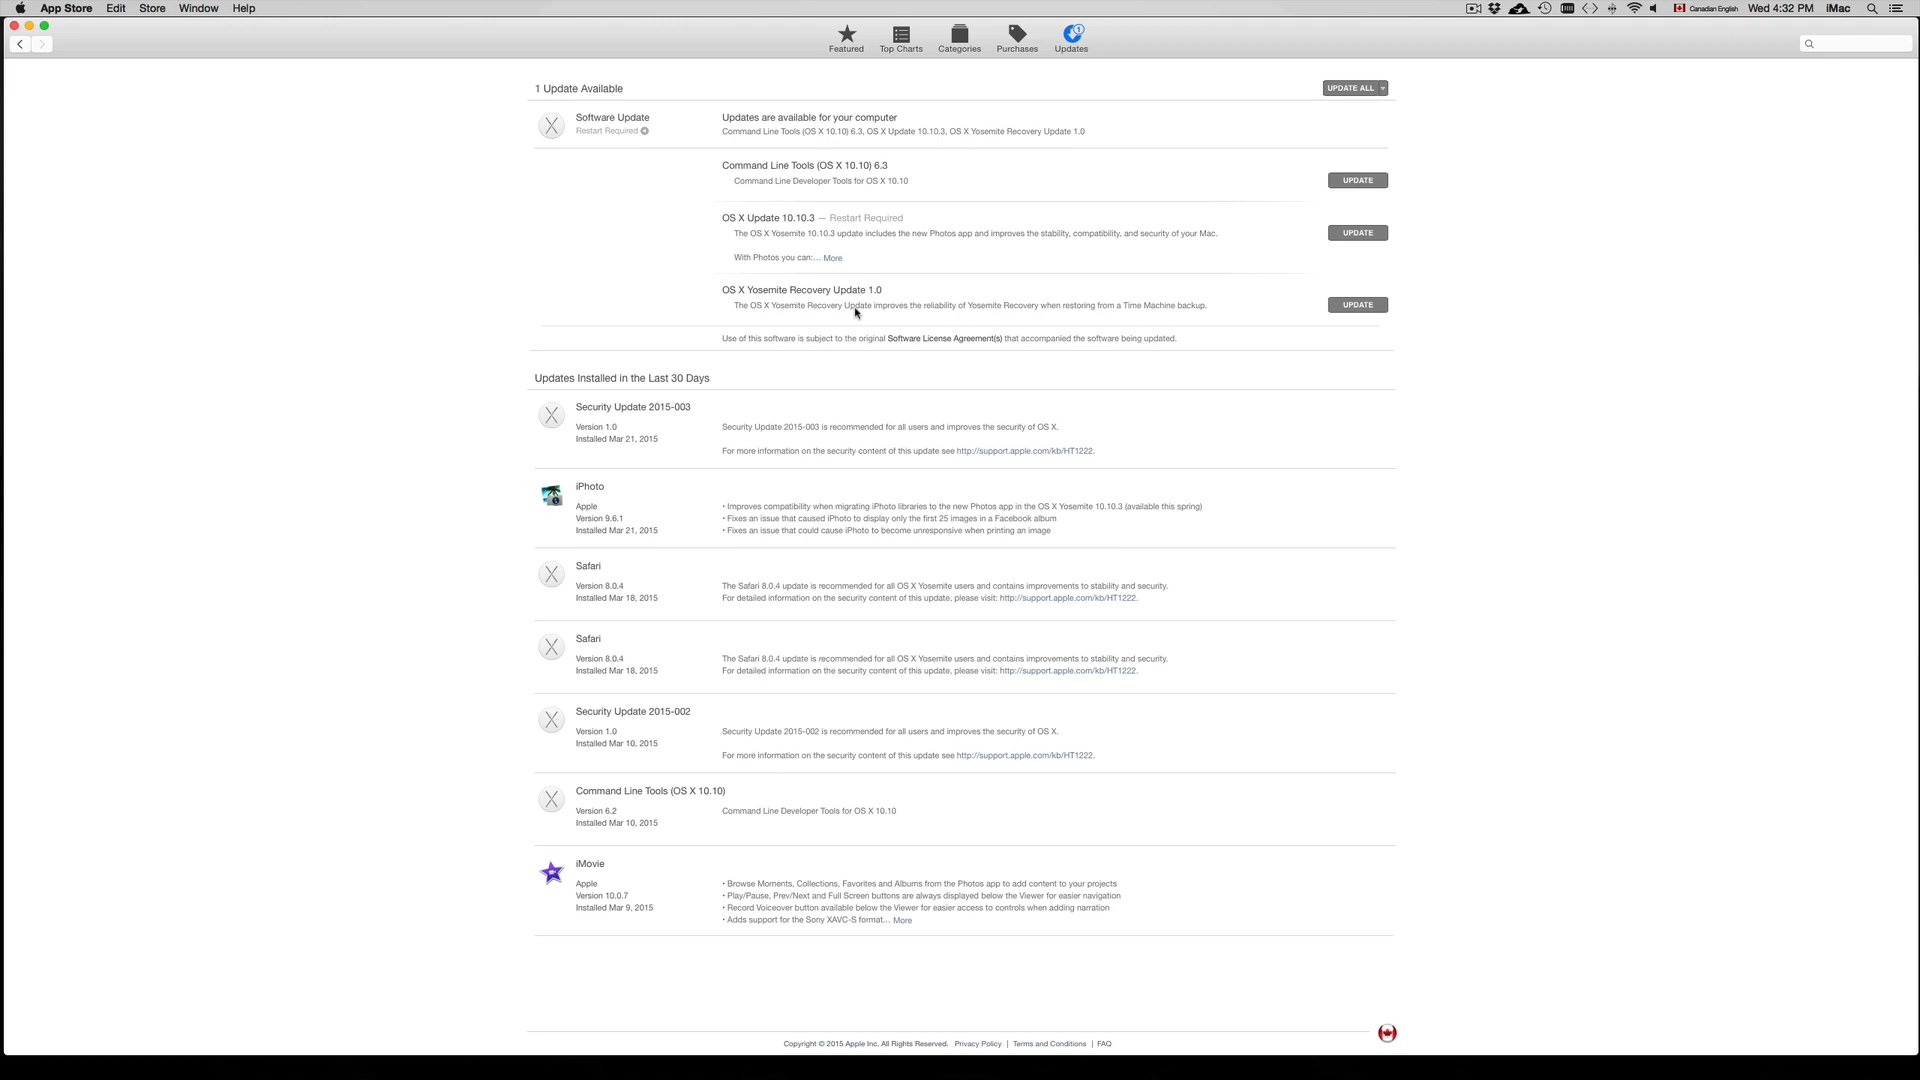 App Store Edit Store Window Help
Canadian English Wed 4:32 PM iMac
Featured Top Charts Categories Purchases Updates
1
1 Update Available
UPDATE ALL
Software Update
Restart Required
Updates are available for your computer
Command Line Tools (OS X 10.10) 6.3, OS X Update 10.10.3, OS X Yosemite Recovery Update 1.0
Command Line Tools (OS X 10.10) 6.3
Command Line Developer Tools for OS X 10.10
UPDATE
OS X Update 10.10.3 — Restart Required
The OS X Yosemite 10.10.3 update includes the new Photos app and improves the stability, compatibility, and security of your Mac.
UPDATE
With Photos you can:... More
OS X Yosemite Recovery Update 1.0
The OS X Yosemite Recovery Update improves the reliability of Yosemite Recovery when restoring from a Time Machine backup.
UPDATE
Use of this software is subject to the original Software License Agreement(s) that accompanied the software being updated.
Updates Installed in the Last 30 Days
Security Update 2015-003
Version 1.0
Installed Mar 21, 2015
Security Update 2015-003 is recommended for all users and improves the security of OS X.
For more information on the security content of this update see http://support.apple.com/kb/HT1222.
iPhoto
Apple
Version 9.6.1
Installed Mar 21, 2015
• Improves compatibility when migrating iPhoto libraries to the new Photos app in the OS X Yosemite 10.10.3 (available this spring)
• Fixes an issue that caused iPhoto to display only the first 25 images in a Facebook album
• Fixes an issue that could cause iPhoto to become unresponsive when printing an image
Safari
Version 8.0.4
Installed Mar 18, 2015
The Safari 8.0.4 update is recommended for all OS X Yosemite users and contains improvements to stability and security.
For detailed information on the security content of this update, please visit: http://support.apple.com/kb/HT1222.
Safari
Version 8.0.4
Installed Mar 18, 2015
The Safari 8.0.4 update is recommended for all OS X Yosemite users and contains improvements to stability and security.
For detailed information on the security content of this update, please visit: http://support.apple.com/kb/HT1222.
Security Update 2015-002
Version 1.0
Installed Mar 10, 2015
Security Update 2015-002 is recommended for all users and improves the security of OS X.
For more information on the security content of this update see http://support.apple.com/kb/HT1222.
Command Line Tools (OS X 10.10)
Version 6.2
Installed Mar 10, 2015
Command Line Developer Tools for OS X 10.10
iMovie
Apple
Version 10.0.7
Installed Mar 9, 2015
• Browse Moments, Collections, Favorites and Albums from the Photos app to add content to your projects
• Play/Pause, Prev/Next and Full Screen buttons are always displayed below the Viewer for easier navigation
• Record Voiceover button available below the Viewer for easier access to controls when adding narration
• Adds support for the Sony XAVC-S format... More
Copyright © 2015 Apple Inc. All Rights Reserved. Privacy Policy | Terms and Conditions | FAQ